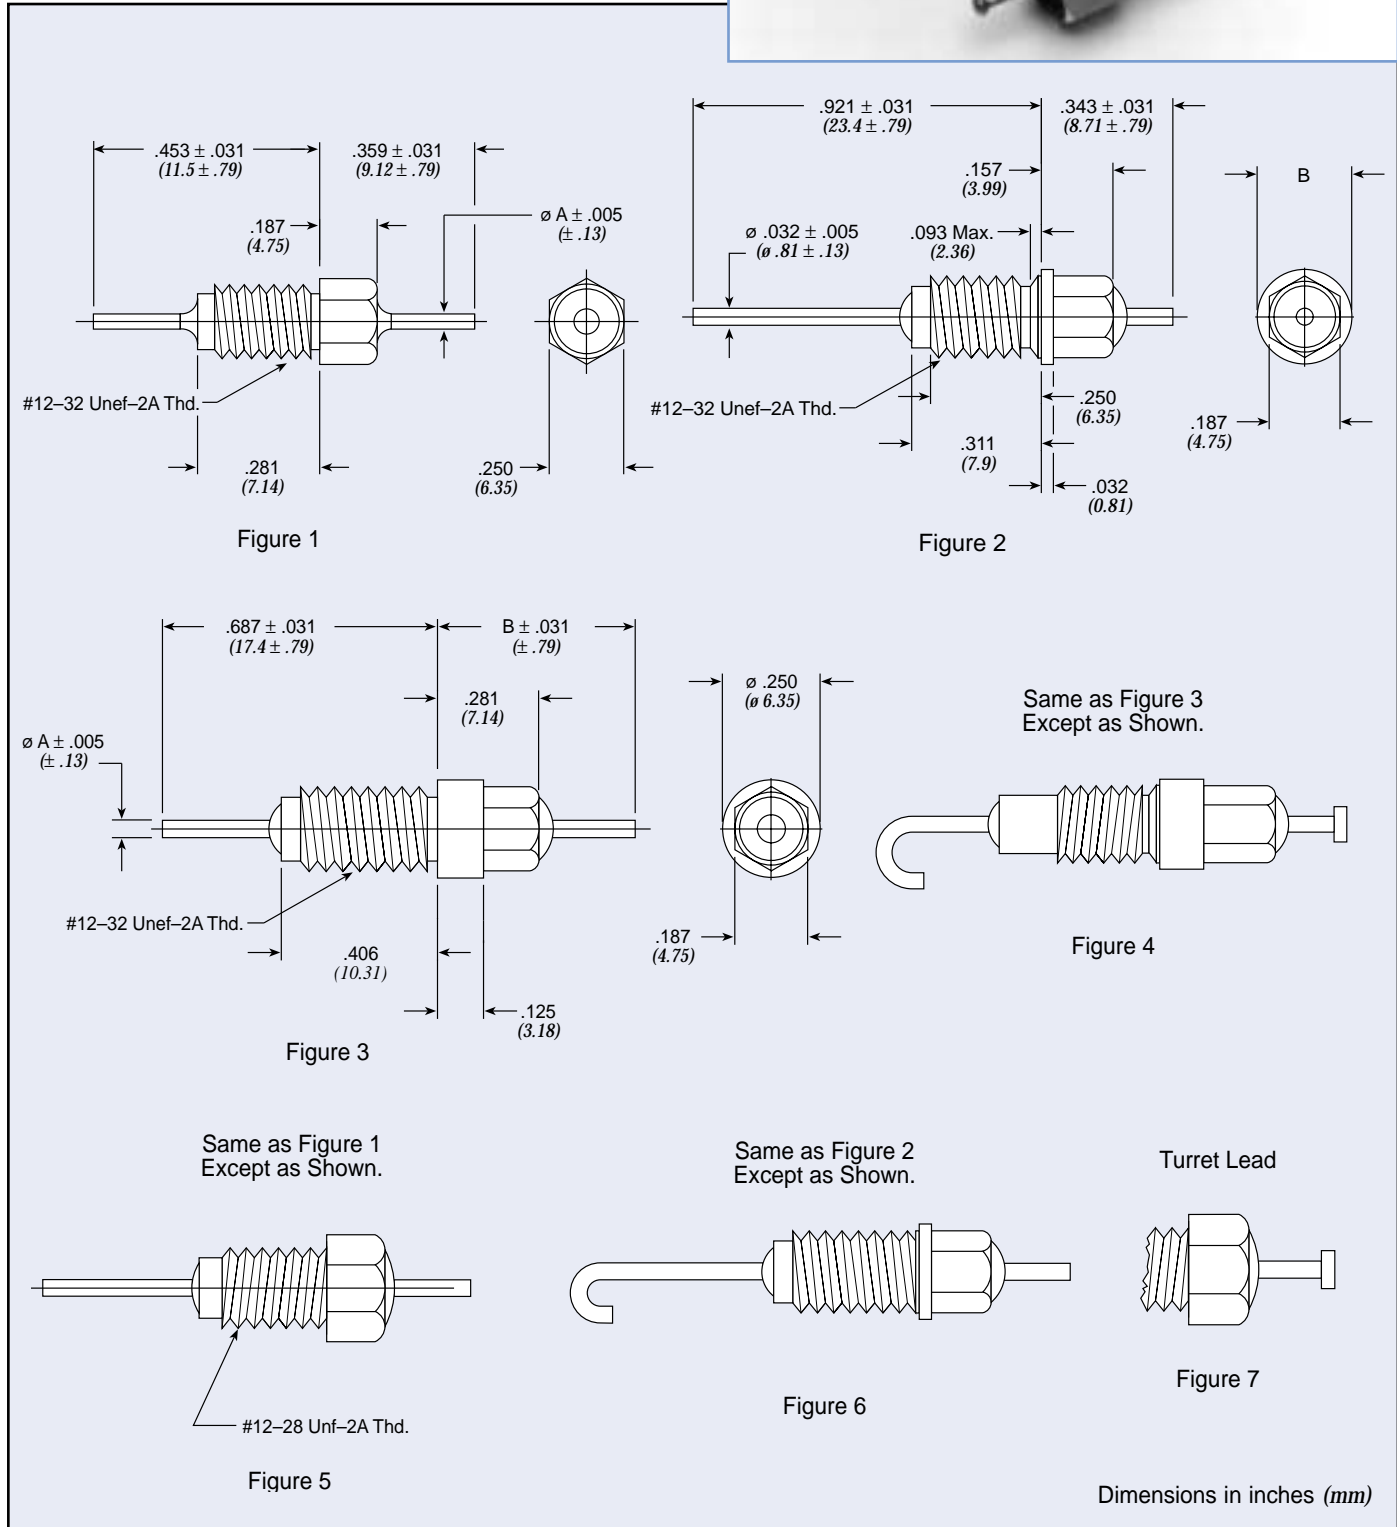 .453 ± .031
(11.5 ± .79)
.359 ± .031
(9.12 ± .79)
.187
(4.75)
ø A ± .005
(± .13)
#12–32 Unef–2A Thd.
.281
(7.14)
.250
(6.35)
Figure 1
.921 ± .031
(23.4 ± .79)
.343 ± .031
(8.71 ± .79)
.157
(3.99)
B
ø .032 ± .005
(ø .81 ± .13)
.093 Max.
(2.36)
#12–32 Unef–2A Thd.
.250
(6.35)
.311
(7.9)
.187
(4.75)
.032
(0.81)
Figure 2
.687 ± .031
(17.4 ± .79)
B ± .031
(± .79)
.281
(7.14)
ø A ± .005
(± .13)
ø .250
(ø 6.35)
#12–32 Unef–2A Thd.
.406
(10.31)
.187
(4.75)
.125
(3.18)
Figure 3
Same as Figure 3
Except as Shown.
Figure 4
Same as Figure 1
Except as Shown.
#12–28 Unf–2A Thd.
Figure 5
Same as Figure 2
Except as Shown.
Figure 6
Turret Lead
Figure 7
Dimensions in inches (mm)